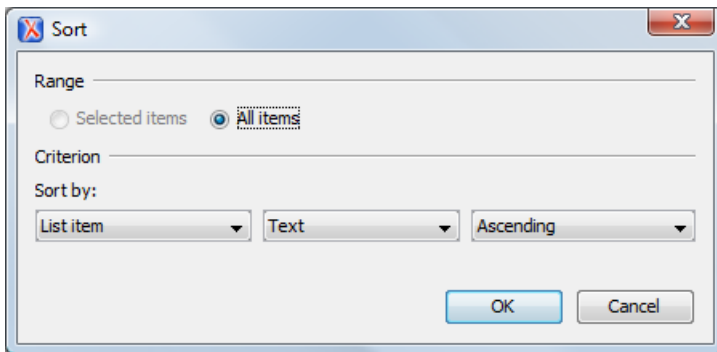 Sort
Range
Selected items All items
Criterion
Sort by:
List item Text Ascending
OK Cancel